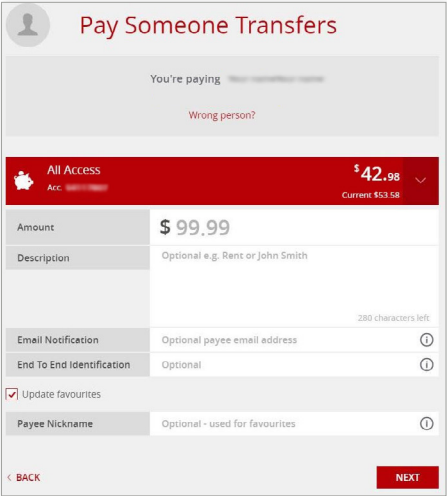 Pay Someone Transfers
You're paying
Wrong person?
All Access
$42.98
Acc.
Current $53.58
Amount $ 99.99
Description Optional e.g. Rent or John Smith
280 characters left
Email Notification Optional payee email address
End To End Identification Optional
Update favourites
Payee Nickname Optional - used for favourites
< BACK NEXT